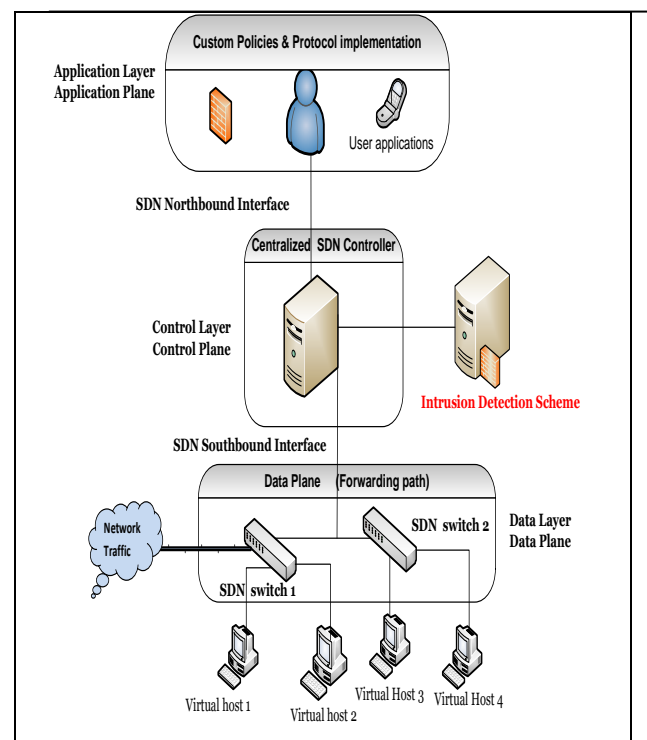 Custom Policies & Protocol implementation
Application Layer
Application Plane
User applications
SDN Northbound Interface
Centralized SDN Controller
Control Layer
Control Plane
Intrusion Detection Scheme
SDN Southbound Interface
Data Plane (Forwarding path)
Network
Traffic
SDN switch 2
Data Layer
Data Plane
SDN switch 1
Virtual host 1
Virtual host 2
Virtual Host 3
Virtual Host 4